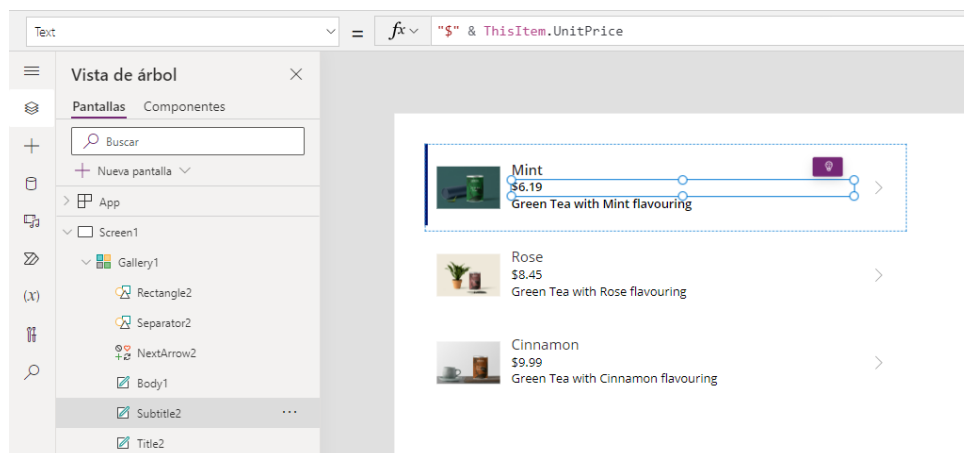 Text
=
fx
"$" & ThisItem.UnitPrice
Vista de árbol
Pantallas
Componentes
Buscar
Nueva pantalla
App
Screen1
Gallery1
Rectangle2
Separator2
NextArrow2
Body1
Subtitle2
Title2
(x)
Mint
$6.19
Green Tea with Mint flavouring
Rose
$8.45
Green Tea with Rose flavouring
Cinnamon
$9.99
Green Tea with Cinnamon flavouring